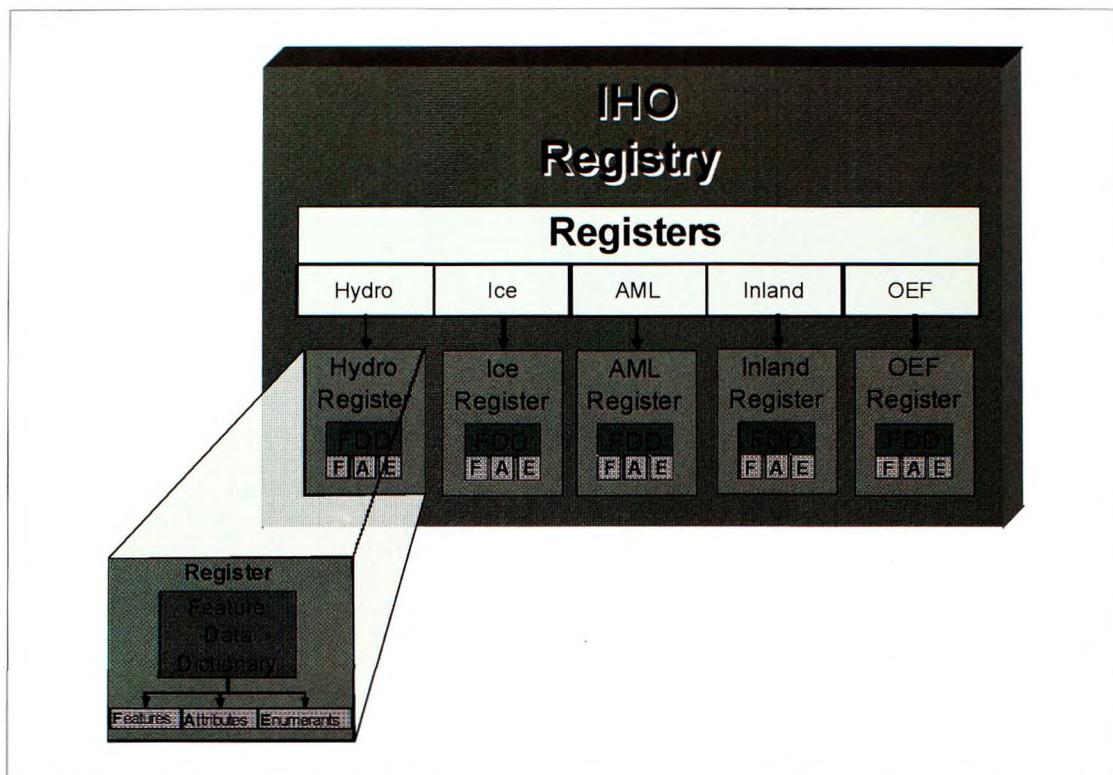 IHO
Registry
Registers
Hydro Ice AML Inland OEF
Hydro Register
Ice Register
AML Register
Inland Register
OEF Register
FDD FDD FDD FDD FDD
F A E F A E F A E F A E F A E
Register
Feature
Data
Dictionary
Features Attributes Enumerants